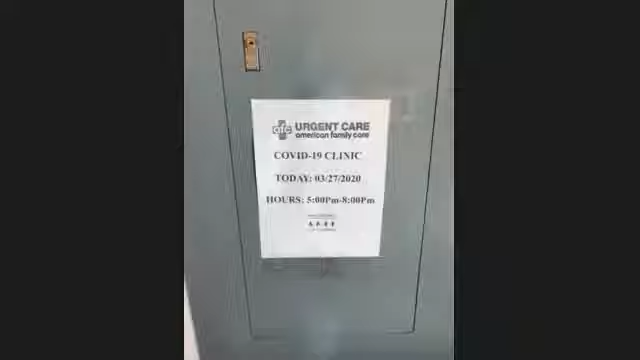 afc URGENT CARE
american family care
COVID-19 CLINIC
TODAY: 03/27/2020
HOURS: 5:00Pm-8:00Pm